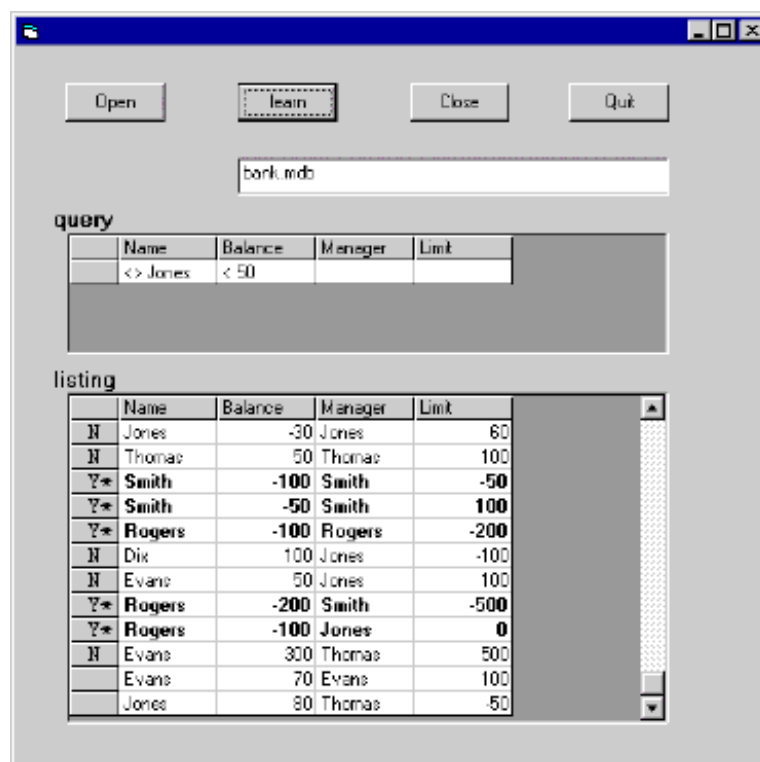 Open learn Close Quit
bank.mdb
query
Name Balance Manager Limit
<> Jones < 50
listing
Name Balance Manager Limit
N Jones -30 Jones 60
N Thomas 50 Thomas 100
Y* Smith -100 Smith -50
Y* Smith -50 Smith 100
Y* Rogers -100 Rogers -200
N Dix 100 Jones -100
N Evans 50 Jones 100
Y* Rogers -200 Smith -500
Y* Rogers -100 Jones 0
N Evans 300 Thomas 500
Evans 70 Evans 100
Jones 80 Thomas -50